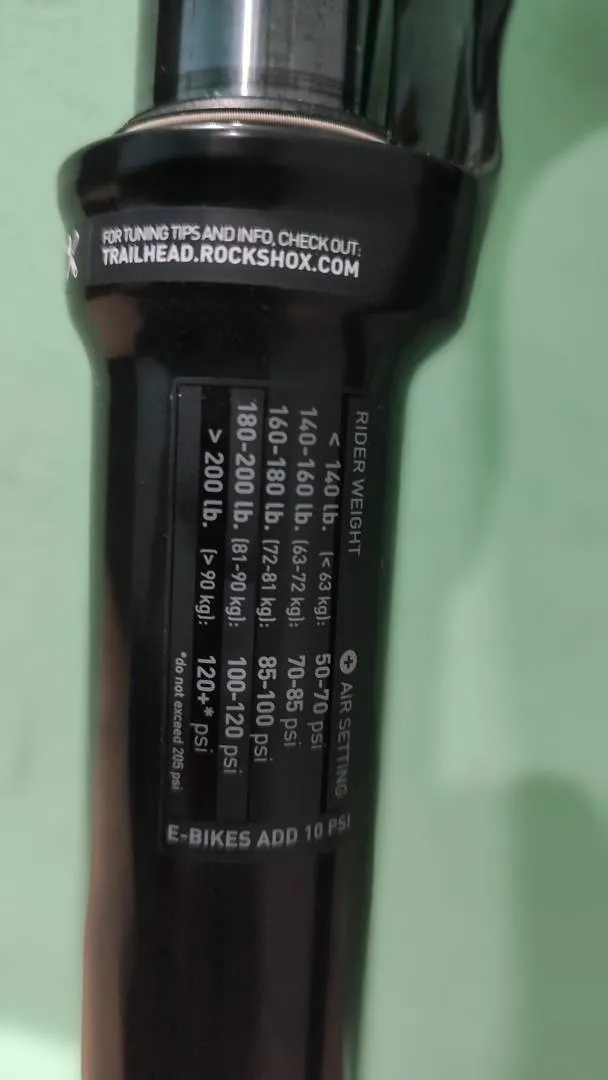 FOR TUNING TIPS AND INFO, CHECK OUT:
TRAILHEAD.ROCKSHOX.COM
RIDER WEIGHT + AIR SETTING
< 140 lb. (< 63 kg): 50-70 psi
140-160 lb. (63-72 kg): 70-85 psi
160-180 lb. (72-81 kg): 85-100 psi
180-200 lb. (81-90 kg): 100-120 psi
> 200 lb. (> 90 kg): 120+* psi
*do not exceed 205 psi
E-BIKES ADD 10 PSI